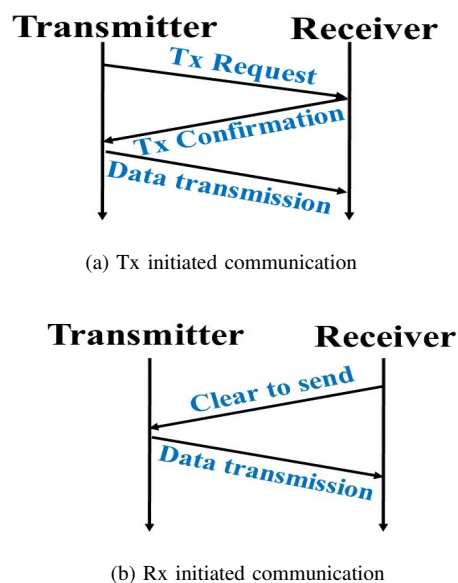 Transmitter Receiver
Tx Request
Tx Confirmation
Data transmission
(a) Tx initiated communication
Transmitter Receiver
Clear to send
Data transmission
(b) Rx initiated communication